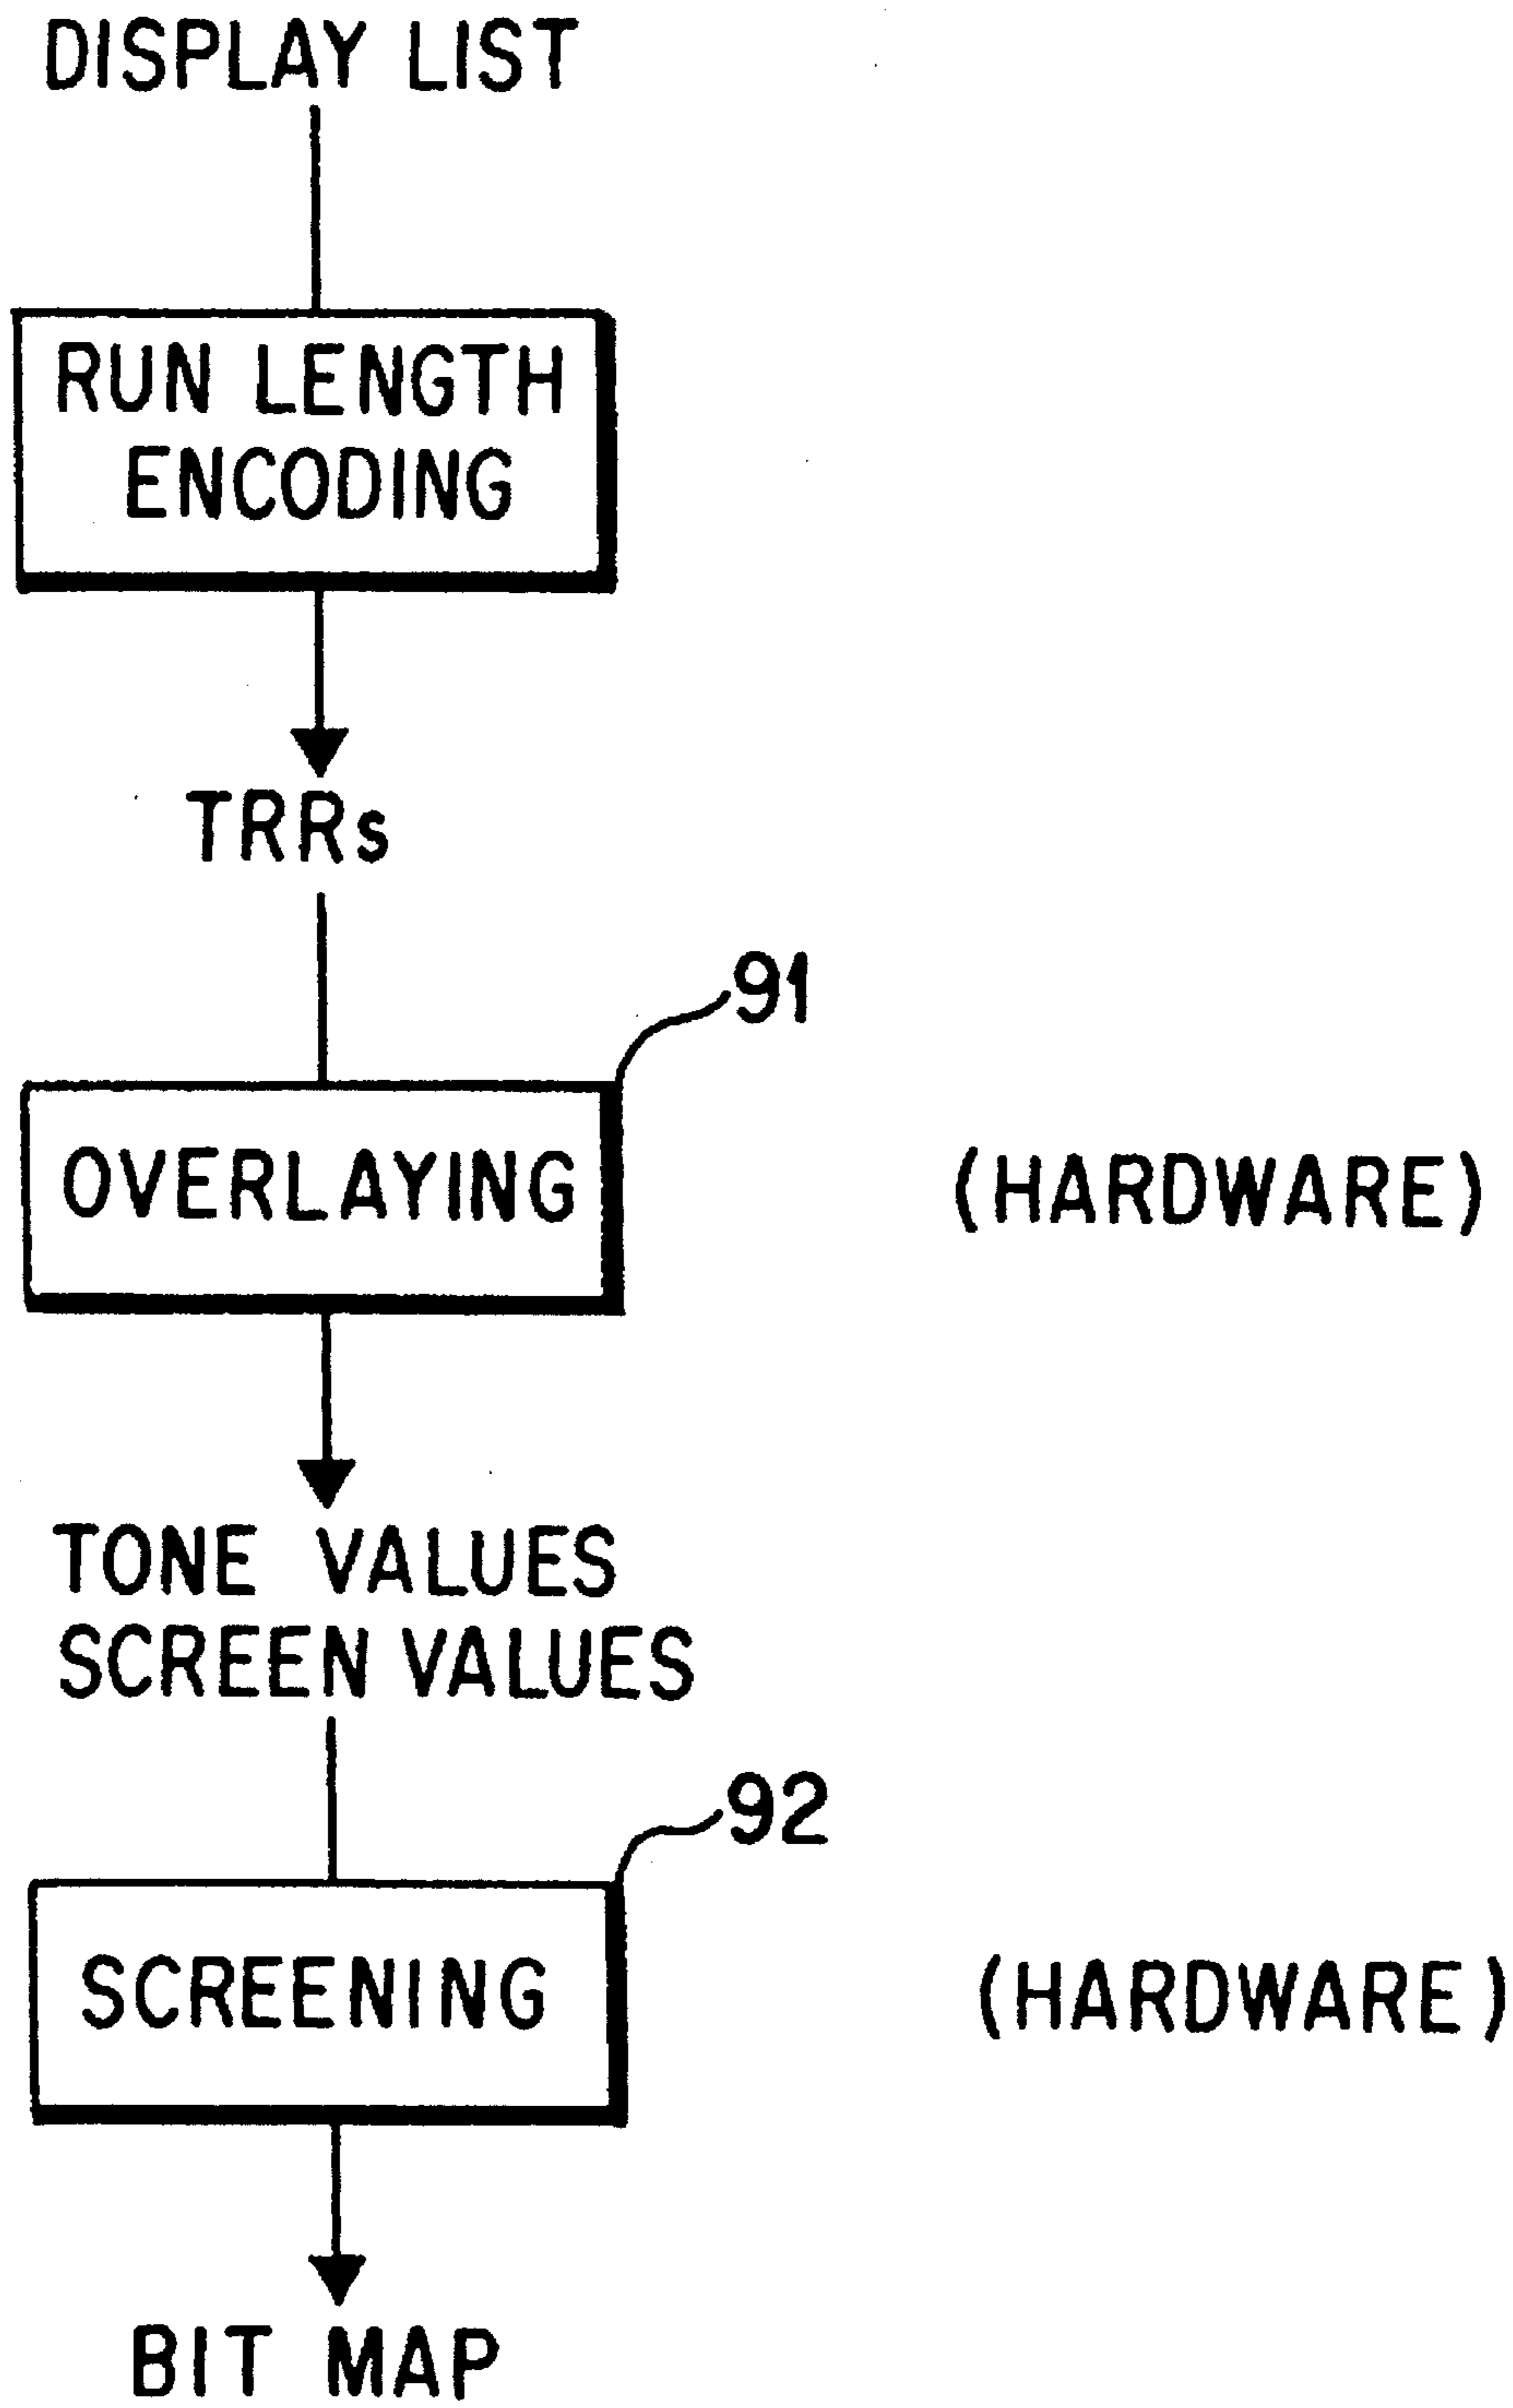 DISPLAY LIST
RUN LENGTH
ENCODING
TRRs
91
OVERLAYING
(HARDWARE)
TONE VALUES
SCREEN VALUES
92
SCREENING
(HARDWARE)
BIT MAP